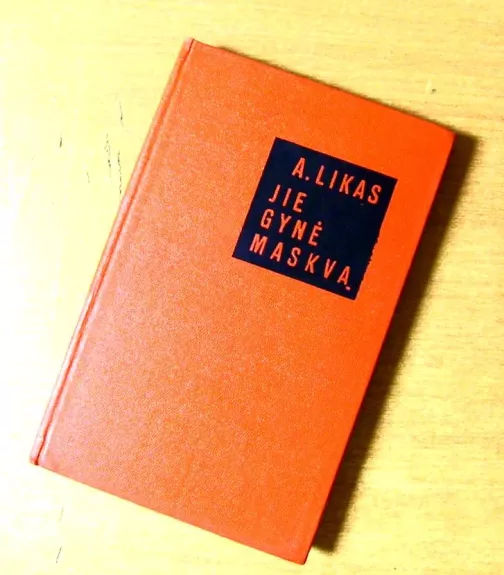 A. LIKAS
JIE
GYNĖ
MASKVĄ